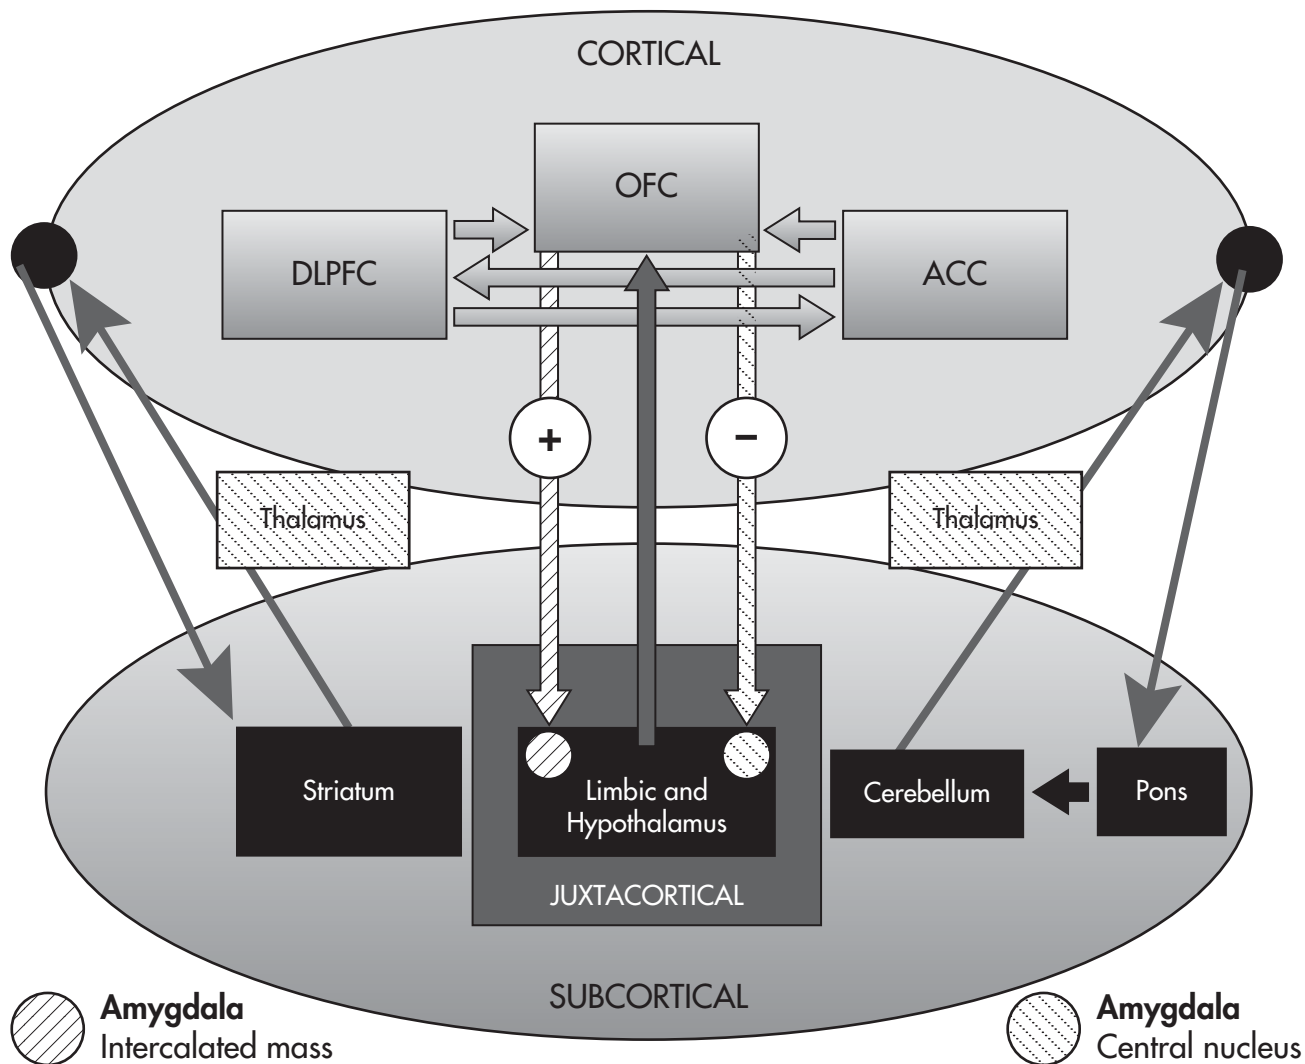 CORTICAL
OFC
DLPFC
ACC
+
−
Thalamus
Thalamus
Striatum
Limbic and
Hypothalamus
Cerebellum
Pons
JUXTACORTICAL
SUBCORTICAL
Amygdala
Intercalated mass
Amygdala
Central nucleus